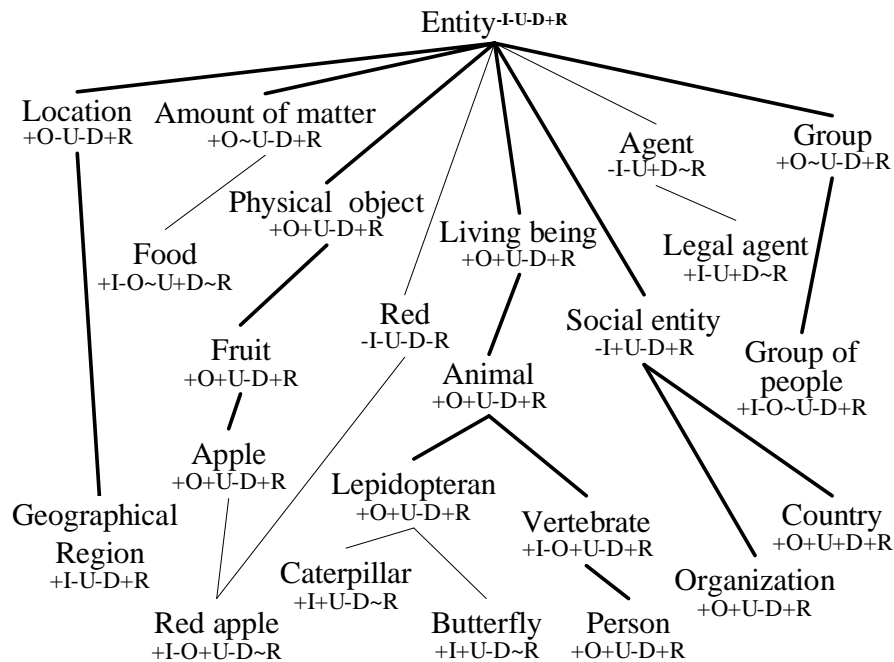 Entity-I-U-D+R
Location
+O-U-D+R
Amount of matter
+O~U-D+R
Agent
-I-U+D~R
Group
+O~U-D+R
Physical object
+O+U-D+R
Living being
+O+U-D+R
Food
+I-O~U+D~R
Legal agent
+I-U+D~R
Red
-I-U-D-R
Social entity
-I+U-D+R
Fruit
+O+U-D+R
Animal
+O+U-D+R
Group of
people
+I-O~U-D+R
Apple
+O+U-D+R
Lepidopteran
+O+U-D+R
Geographical
Region
+I-U-D+R
Vertebrate
+I-O+U-D+R
Country
+O+U+D+R
Caterpillar
+I+U-D~R
Organization
+O+U-D+R
Red apple
+I-O+U-D~R
Butterfly
+I+U-D~R
Person
+O+U-D+R